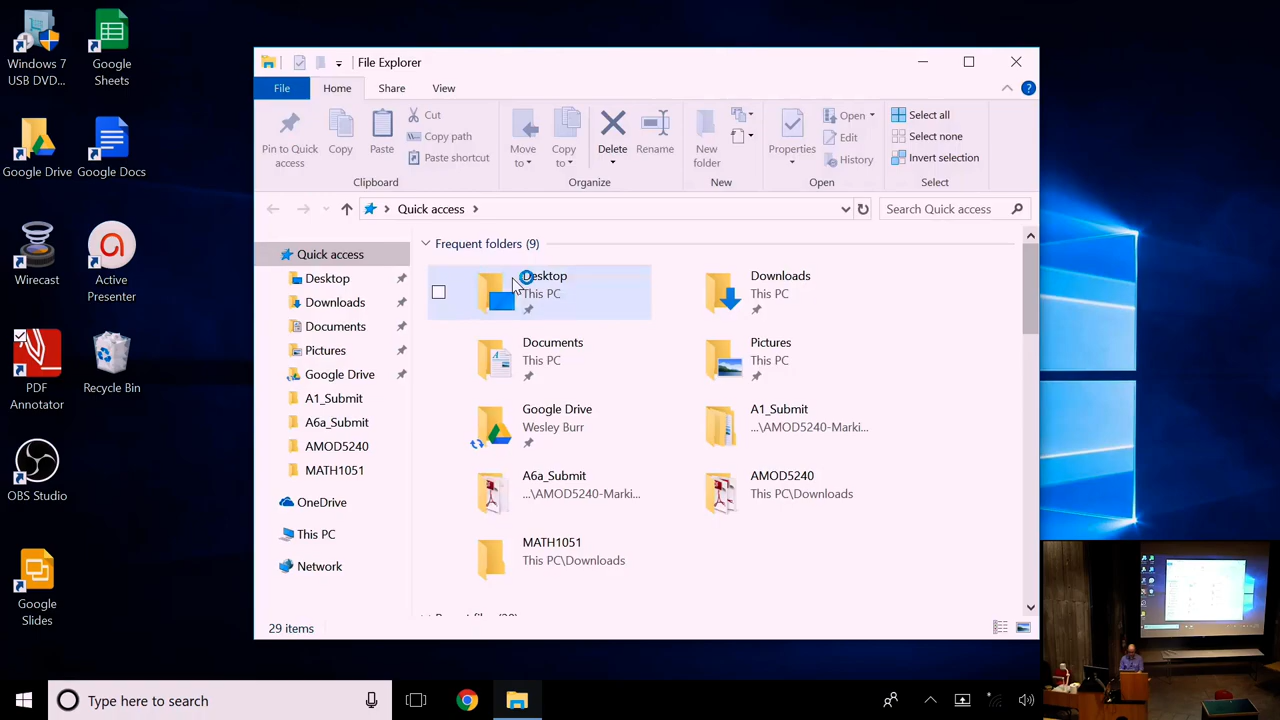 Windows 7
USB DVD...
Google
Sheets
Google Drive
Google Docs
Wirecast
Active
Presenter
PDF
Annotator
Recycle Bin
OBS Studio
Google
Slides
File Explorer
File
Home
Share
View
Pin to Quick
access
Copy
Paste
Cut
Copy path
Paste shortcut
Clipboard
Move
to
Copy
to
Delete
Rename
Organize
New
folder
New
Properties
Open
Edit
History
Open
Select all
Select none
Invert selection
Select
Quick access
Search Quick access
Quick access
Desktop
Downloads
Documents
Pictures
Google Drive
A1_Submit
A6a_Submit
AMOD5240
MATH1051
OneDrive
This PC
Network
Frequent folders (9)
Desktop
This PC
Downloads
This PC
Documents
This PC
Pictures
This PC
Google Drive
Wesley Burr
A1_Submit
...\AMOD5240-Marki...
A6a_Submit
...\AMOD5240-Marki...
AMOD5240
This PC\Downloads
MATH1051
This PC\Downloads
29 items
Type here to search